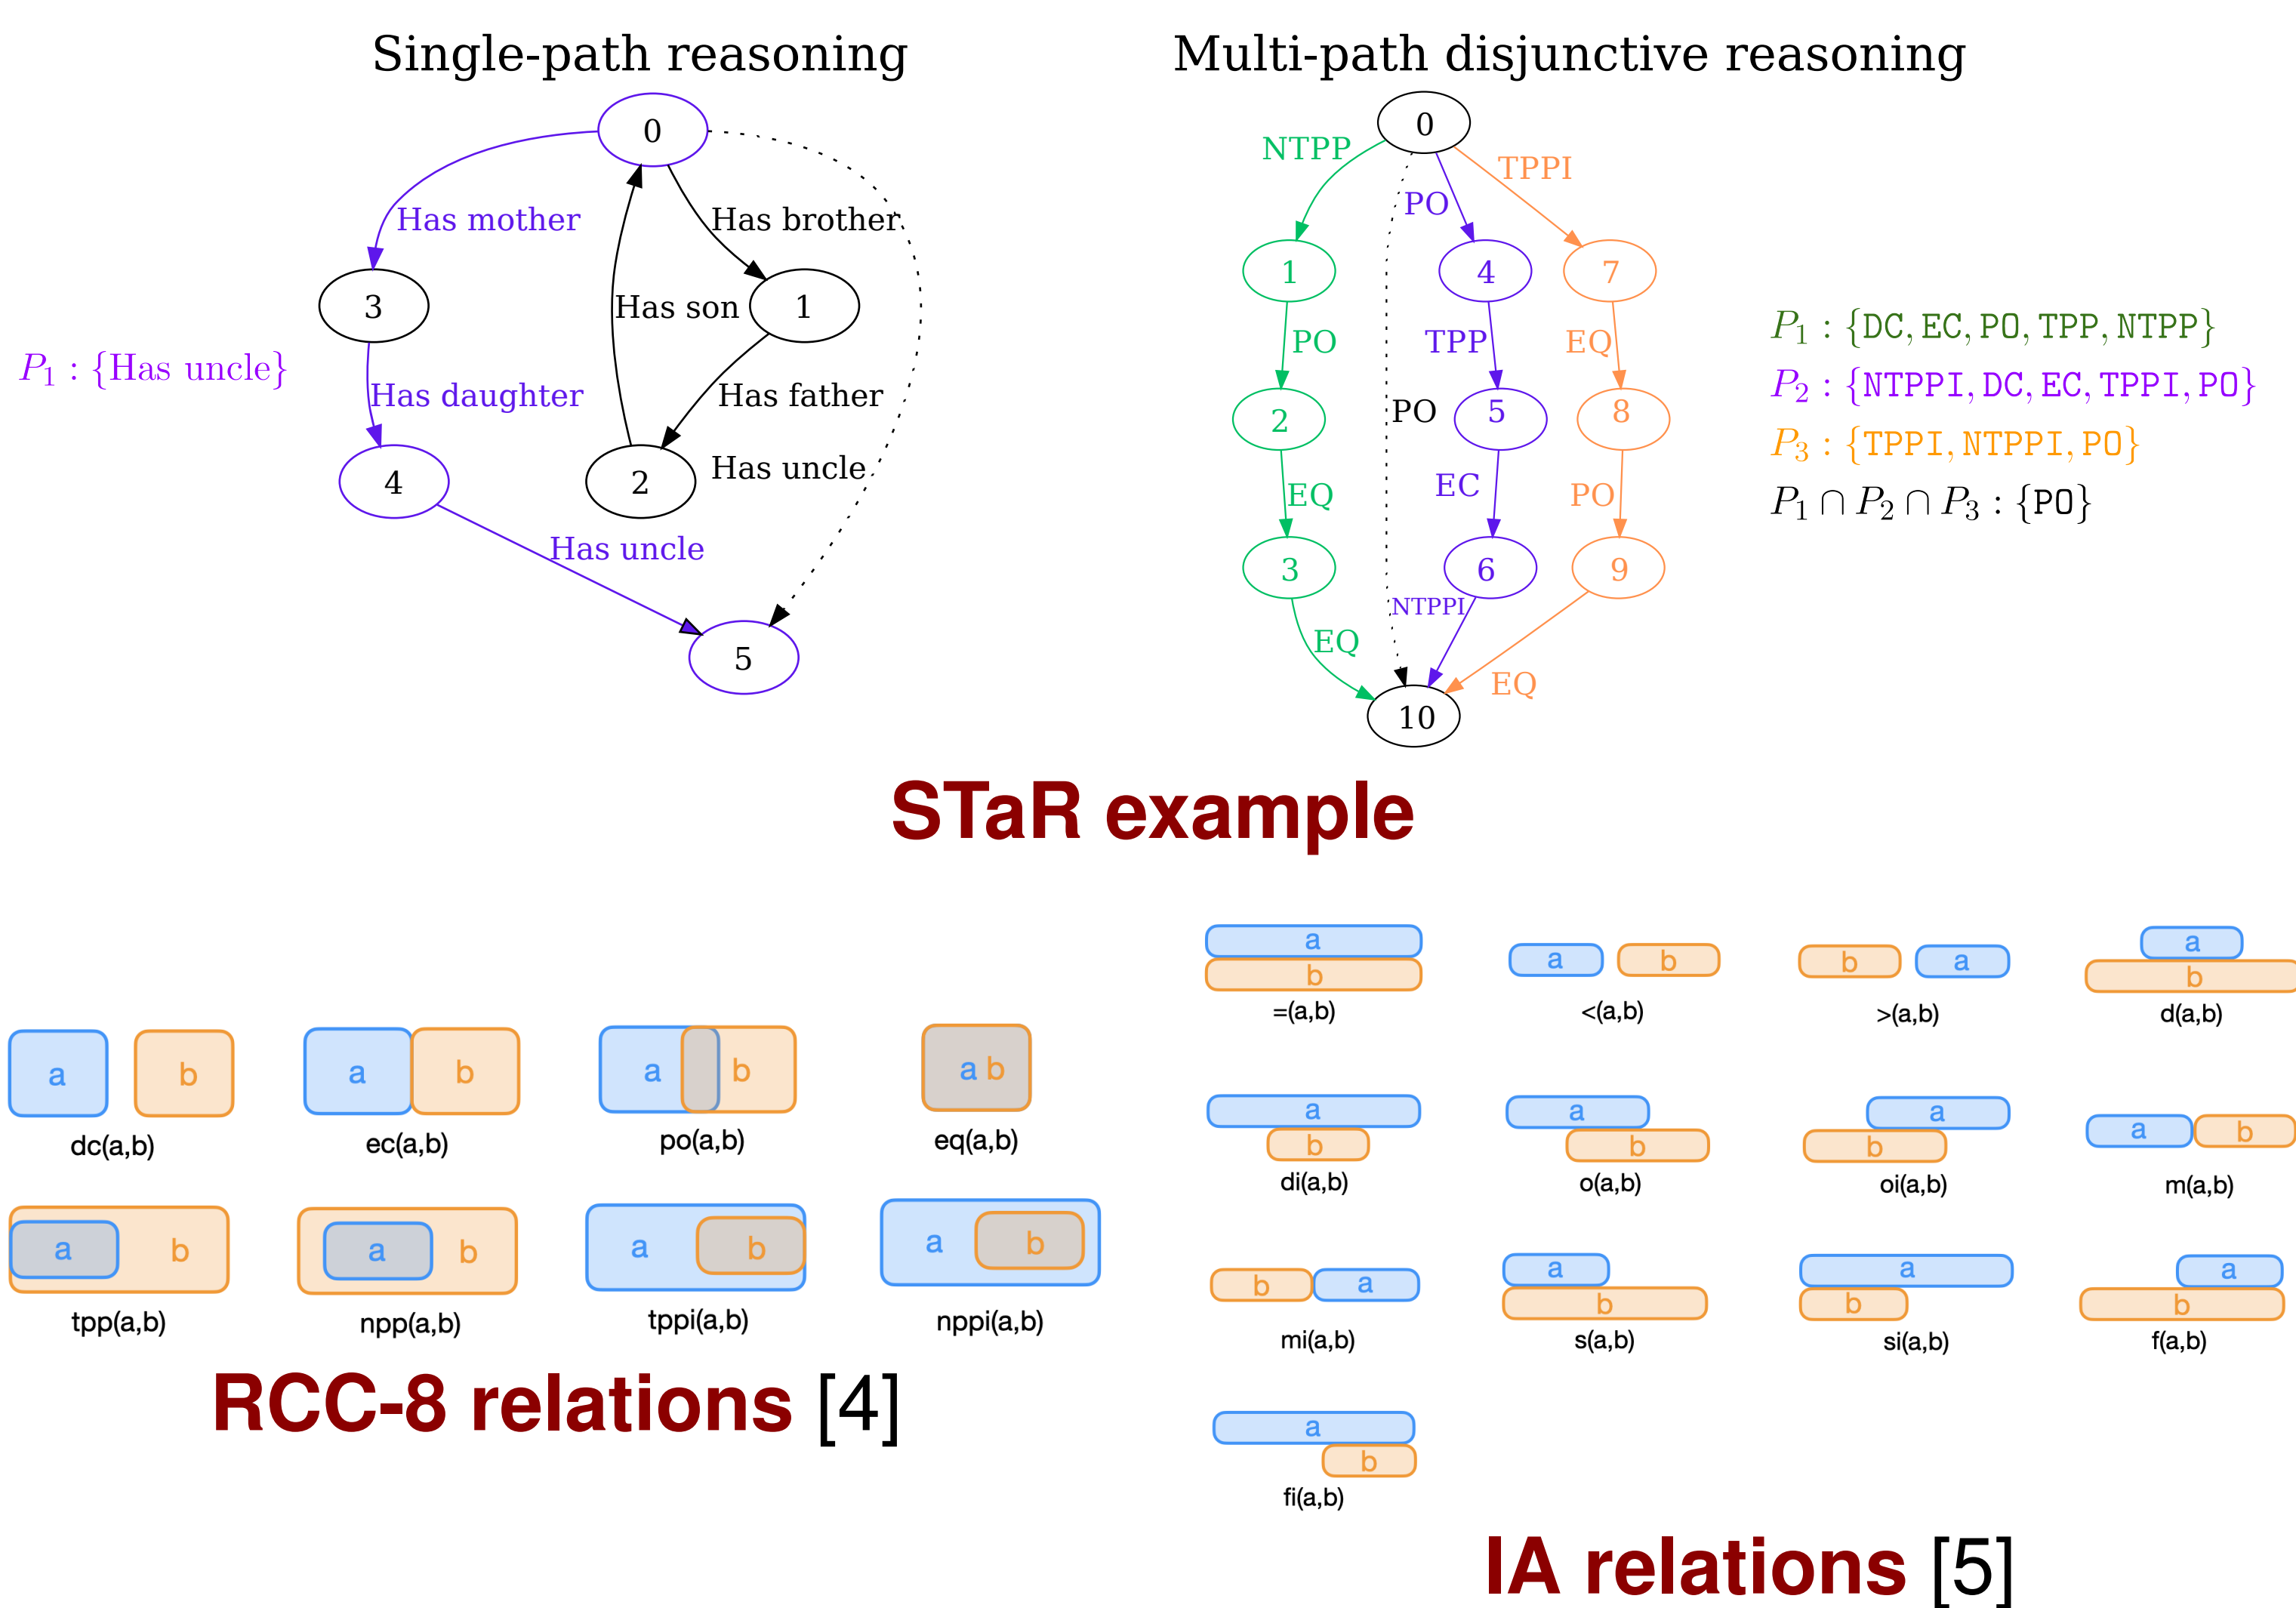 Single-path reasoning
0
Has mother
Has brother
3
Has son
1
P₁ : {Has uncle}
Has daughter
Has father
4
2
Has uncle
Has uncle
5
Multi-path disjunctive reasoning
0
NTPP
TPPI
PO
1
4
7
PO
TPP
EQ
2
PO
5
8
EQ
EC
PO
3
6
9
NTPPI
EQ
EQ
10
P₁ : {DC, EC, PO, TPP, NTPP}
P₂ : {NTPPI, DC, EC, TPPI, PO}
P₃ : {TPPI, NTPPI, PO}
P₁ ∩ P₂ ∩ P₃ : {PO}
STaR example
a b
dc(a,b)
a b
ec(a,b)
a b
po(a,b)
a b
eq(a,b)
a b
tpp(a,b)
a b
npp(a,b)
a b
tppi(a,b)
a b
nppi(a,b)
RCC-8 relations [4]
a
b
=(a,b)
a b
<(a,b)
b a
>(a,b)
a
b
d(a,b)
a
b
di(a,b)
a
b
o(a,b)
a
b
oi(a,b)
a b
m(a,b)
b a
mi(a,b)
a
b
s(a,b)
a
b
si(a,b)
a
b
f(a,b)
a
b
fi(a,b)
IA relations [5]